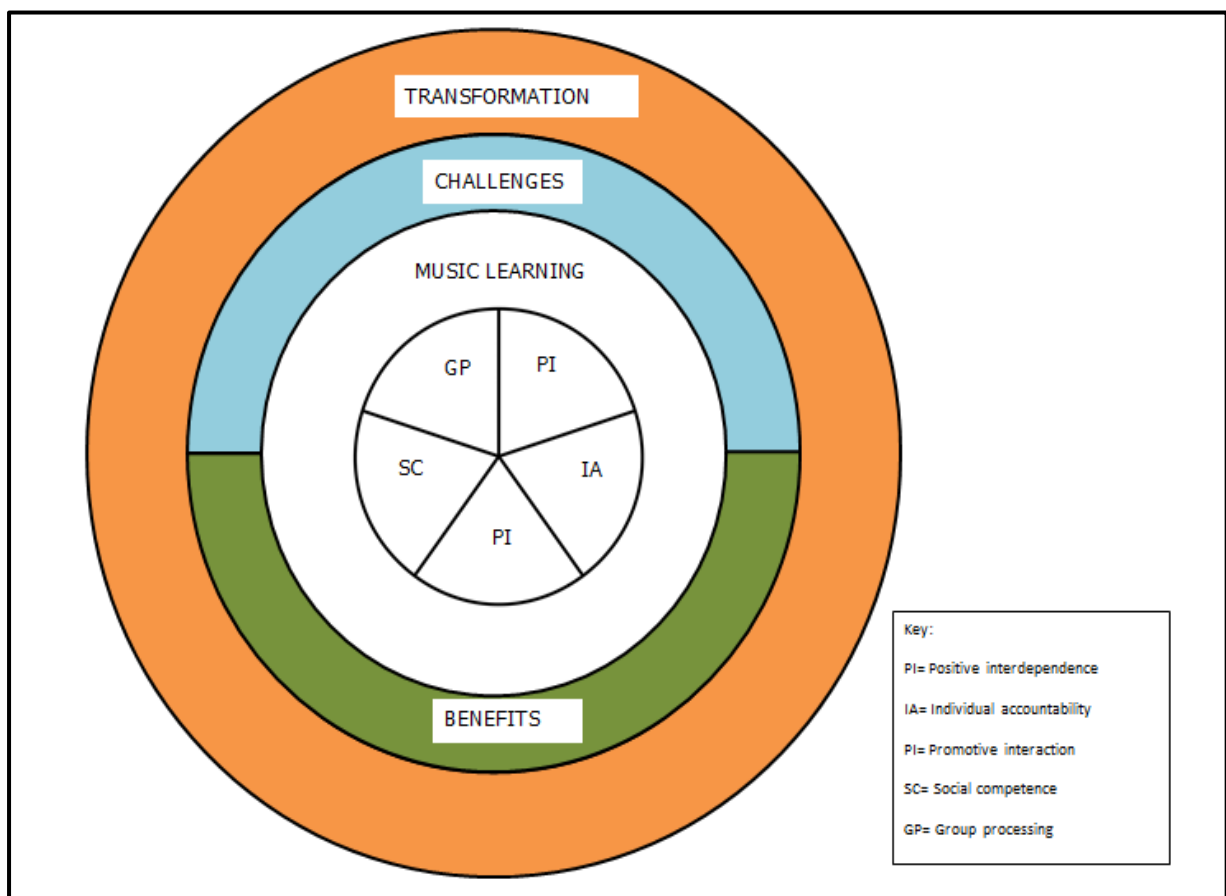 TRANSFORMATION
CHALLENGES
MUSIC LEARNING
GP
PI
SC
IA
PI
BENEFITS
Key:
PI= Positive interdependence
IA= Individual accountability
PI= Promotive interaction
SC= Social competence
GP= Group processing